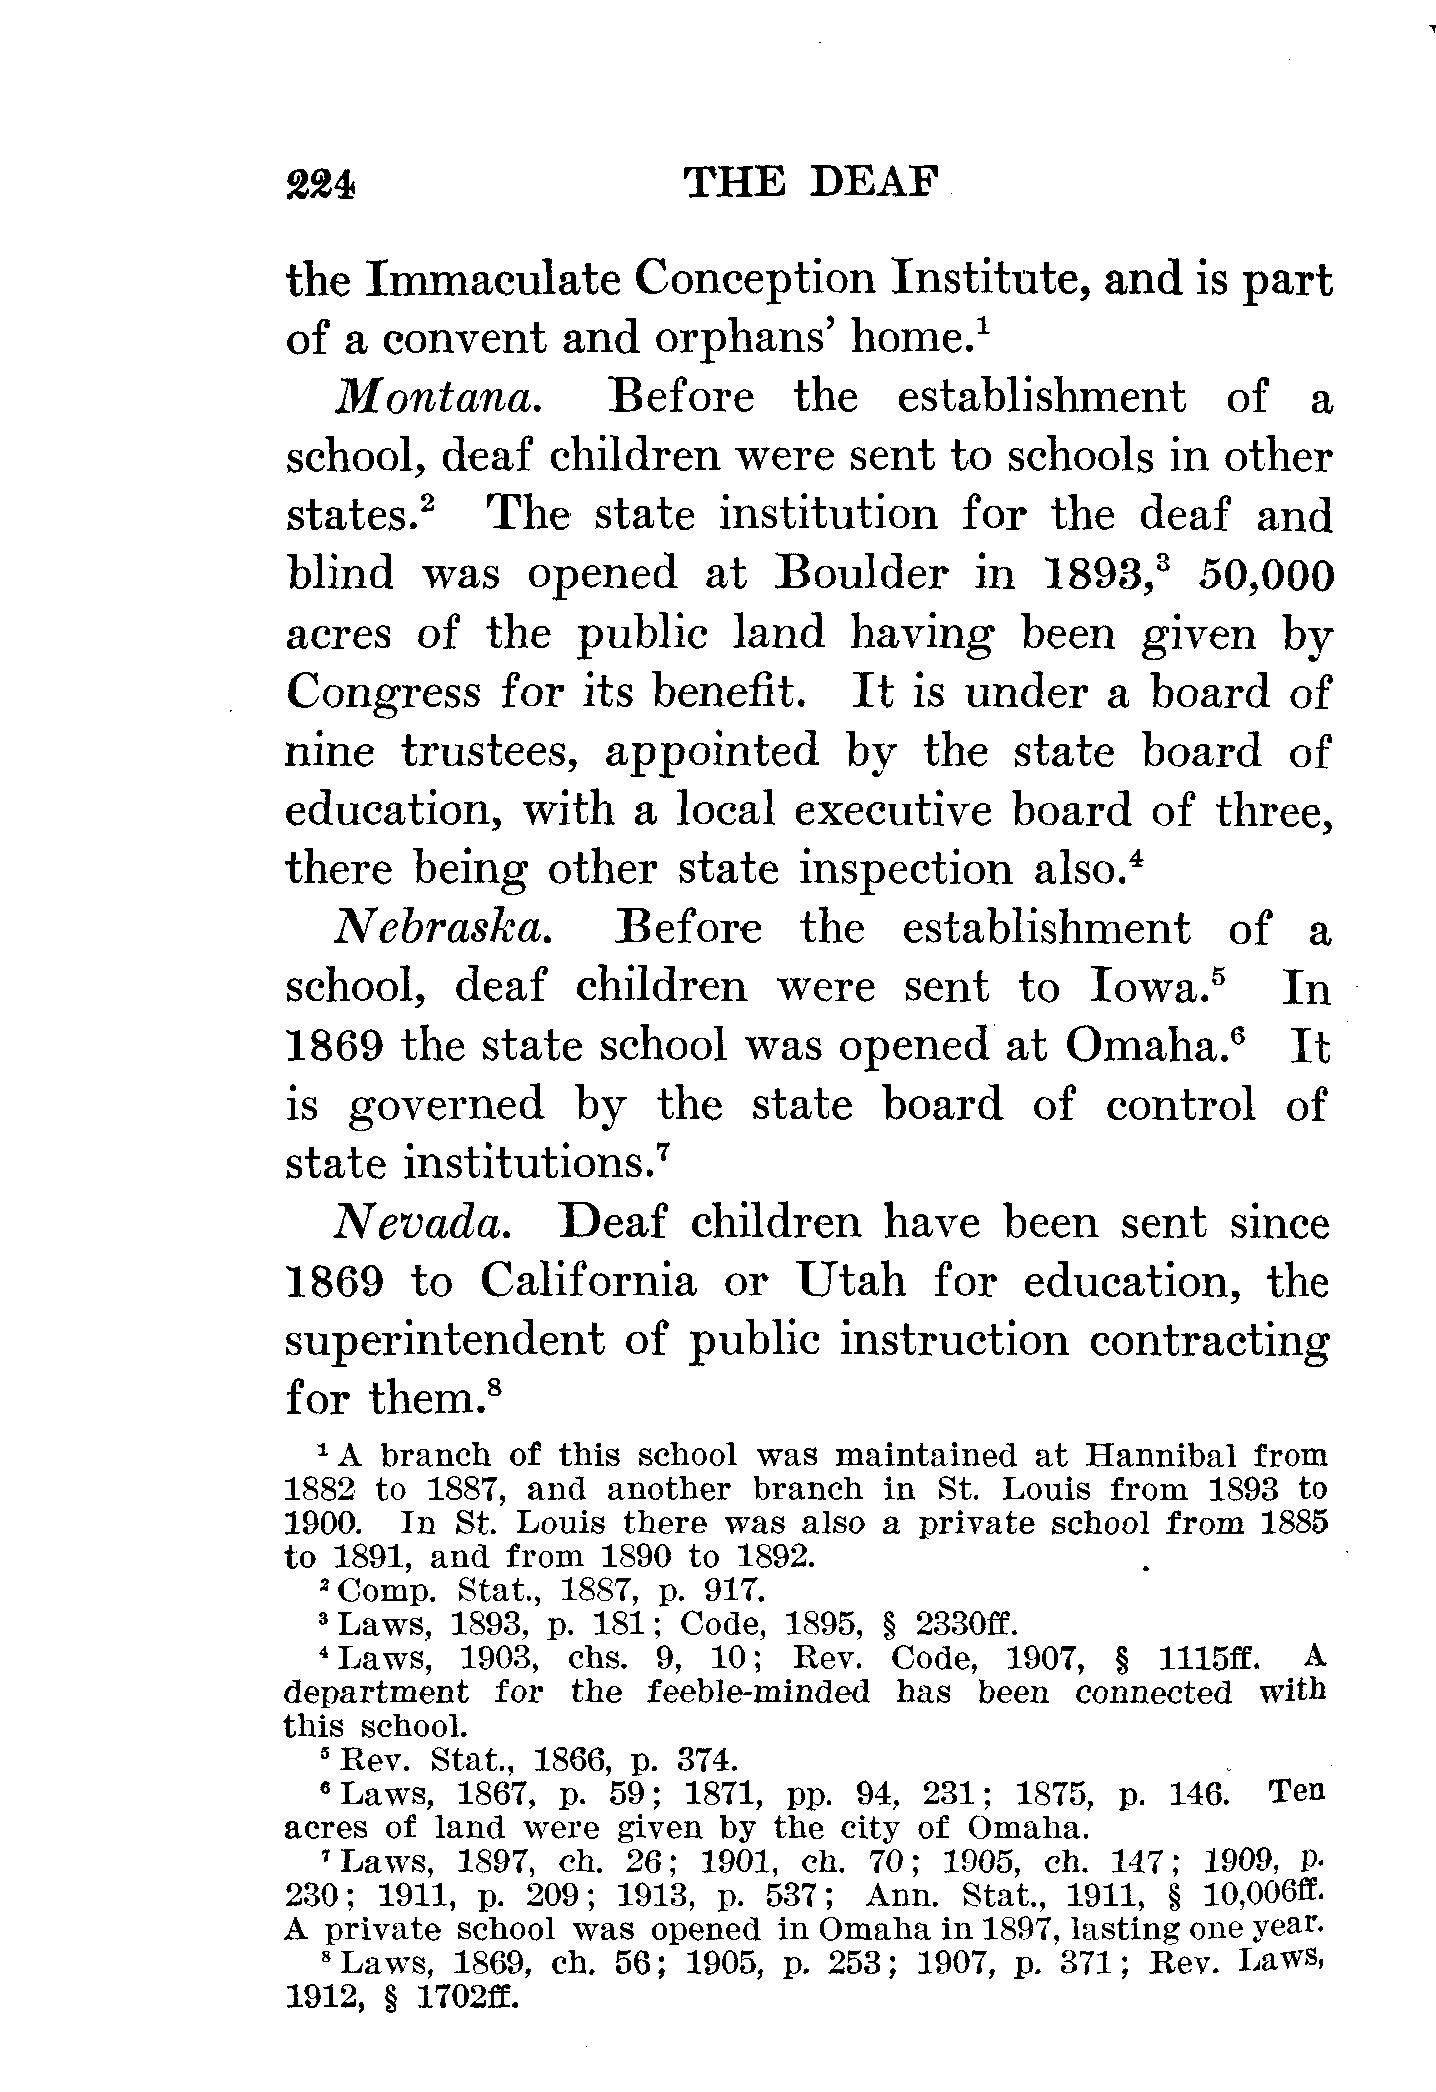 224 THE DEAF
the Immaculate Conception Institute, and is part
of a convent and orphans' home.¹
Montana. Before the establishment of a
school, deaf children were sent to schools in other
states.² The state institution for the deaf and
blind was opened at Boulder in 1893,³ 50,000
acres of the public land having been given by
Congress for its benefit. It is under a board of
nine trustees, appointed by the state board of
education, with a local executive board of three,
there being other state inspection also.⁴
Nebraska. Before the establishment of a
school, deaf children were sent to Iowa.⁵ In
1869 the state school was opened at Omaha.⁶ It
is governed by the state board of control of
state institutions.⁷
Nevada. Deaf children have been sent since
1869 to California or Utah for education, the
superintendent of public instruction contracting
for them.⁸
¹ A branch of this school was maintained at Hannibal from
1882 to 1887, and another branch in St. Louis from 1893 to
1900. In St. Louis there was also a private school from 1885
to 1891, and from 1890 to 1892.
² Comp. Stat., 1887, p. 917.
³ Laws, 1893, p. 181; Code, 1895, § 2330ff.
⁴ Laws, 1903, chs. 9, 10; Rev. Code, 1907, § 1115ff. A
department for the feeble-minded has been connected with
this school.
⁵ Rev. Stat., 1866, p. 374.
⁶ Laws, 1867, p. 59; 1871, pp. 94, 231; 1875, p. 146. Ten
acres of land were given by the city of Omaha.
⁷ Laws, 1897, ch. 26; 1901, ch. 70; 1905, ch. 147; 1909, p.
230; 1911, p. 209; 1913, p. 537; Ann. Stat., 1911, § 10,006ff.
A private school was opened in Omaha in 1897, lasting one year.
⁸ Laws, 1869, ch. 56; 1905, p. 253; 1907, p. 371; Rev. Laws,
1912, § 1702ff.